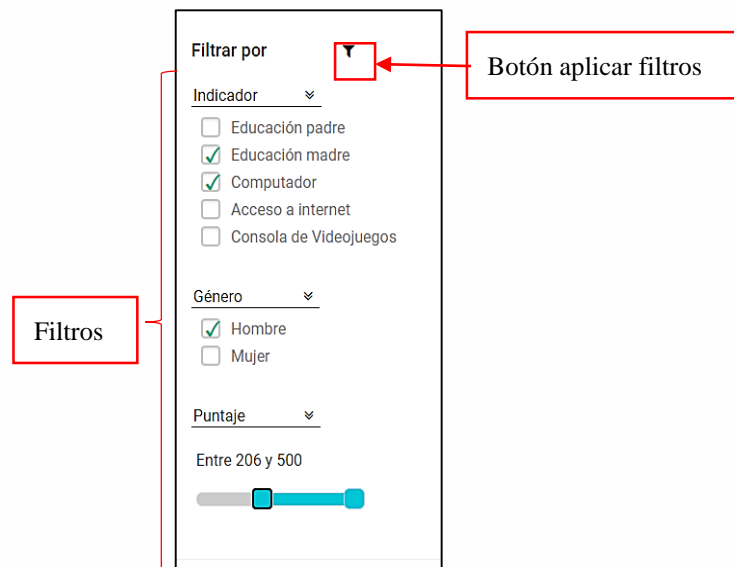 Filtrar por
Botón aplicar filtros
Indicador
Educación padre
Educación madre
Computador
Acceso a internet
Consola de Videojuegos
Filtros
Género
Hombre
Mujer
Puntaje
Entre 206 y 500